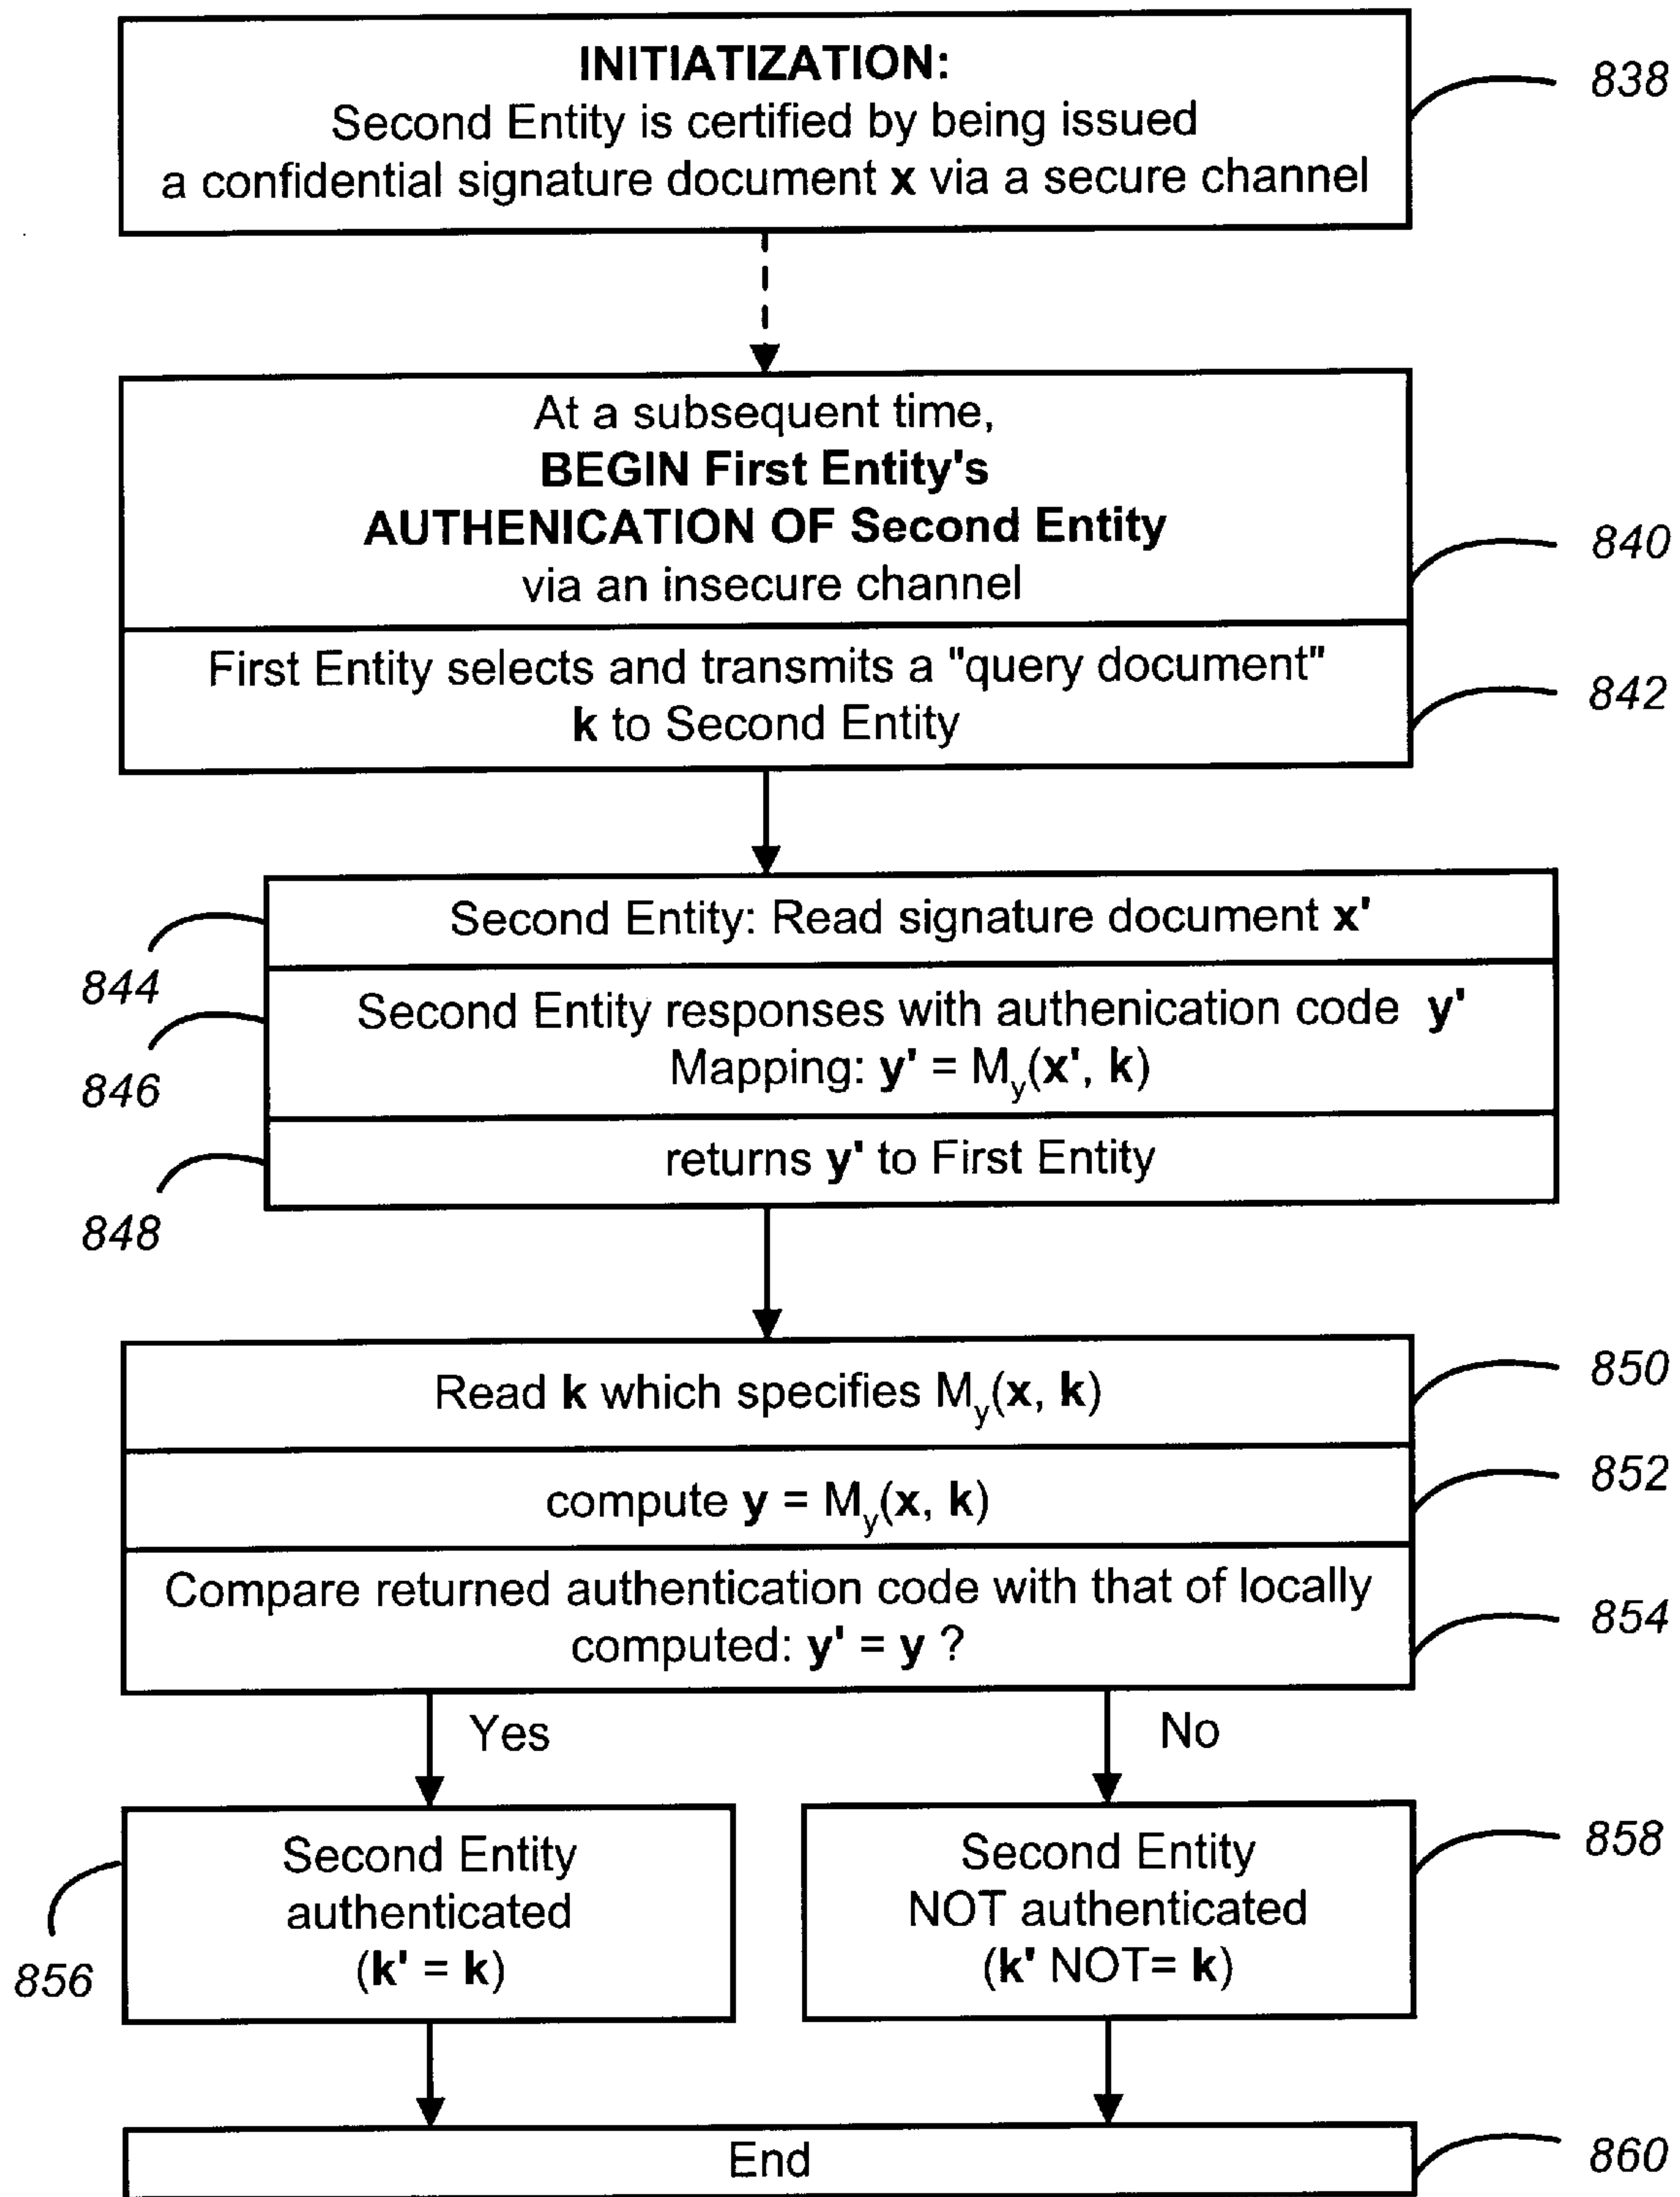 INITIATIZATION:
Second Entity is certified by being issued
a confidential signature document x via a secure channel
838
At a subsequent time,
BEGIN First Entity's
AUTHENICATION OF Second Entity
via an insecure channel
840
First Entity selects and transmits a "query document"
k to Second Entity
842
Second Entity: Read signature document x'
844
Second Entity responses with authenication code y'
Mapping: y' = My(x', k)
846
returns y' to First Entity
848
Read k which specifies My(x, k)
850
compute y = My(x, k)
852
Compare returned authentication code with that of locally
computed: y' = y ?
854
Yes
No
Second Entity
authenticated
(k' = k)
856
Second Entity
NOT authenticated
(k' NOT= k)
858
End
860